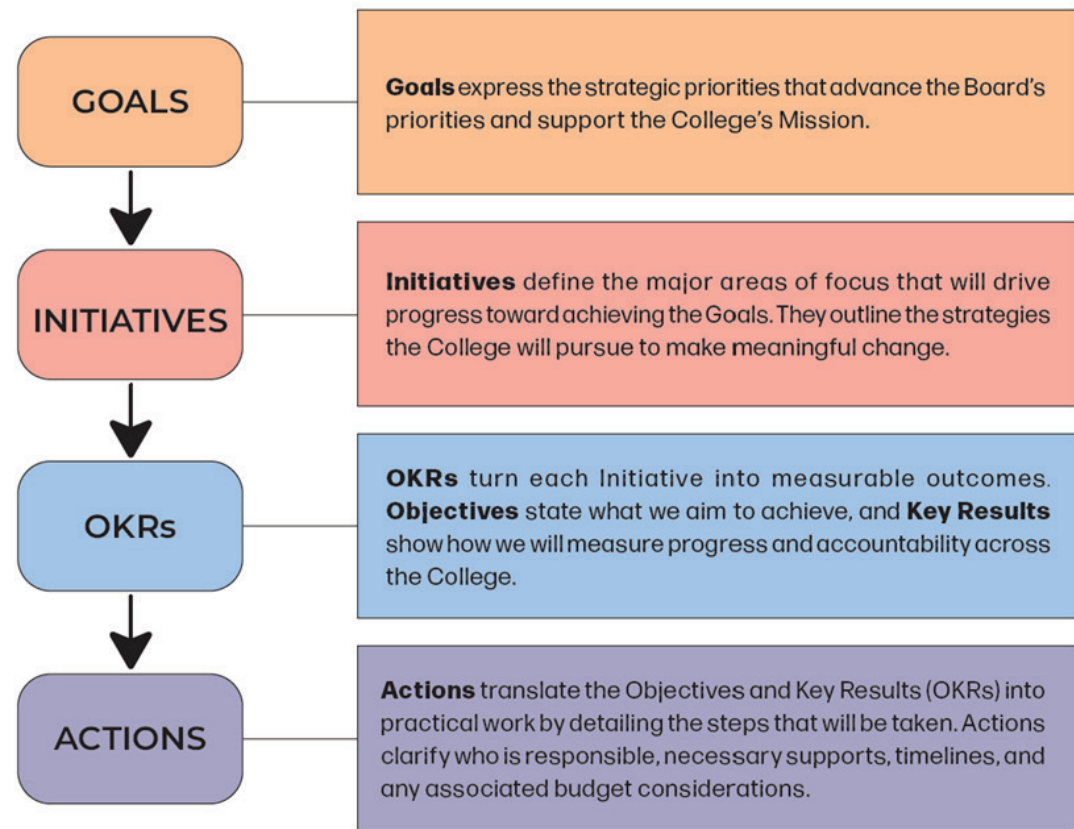 GOALS
Goals express the strategic priorities that advance the Board's
priorities and support the College's Mission.
INITIATIVES
Initiatives define the major areas of focus that will drive
progress toward achieving the Goals. They outline the strategies
the College will pursue to make meaningful change.
OKRs
OKRs turn each Initiative into measurable outcomes.
Objectives state what we aim to achieve, and Key Results
show how we will measure progress and accountability across
the College.
ACTIONS
Actions translate the Objectives and Key Results (OKRs) into
practical work by detailing the steps that will be taken. Actions
clarify who is responsible, necessary supports, timelines, and
any associated budget considerations.